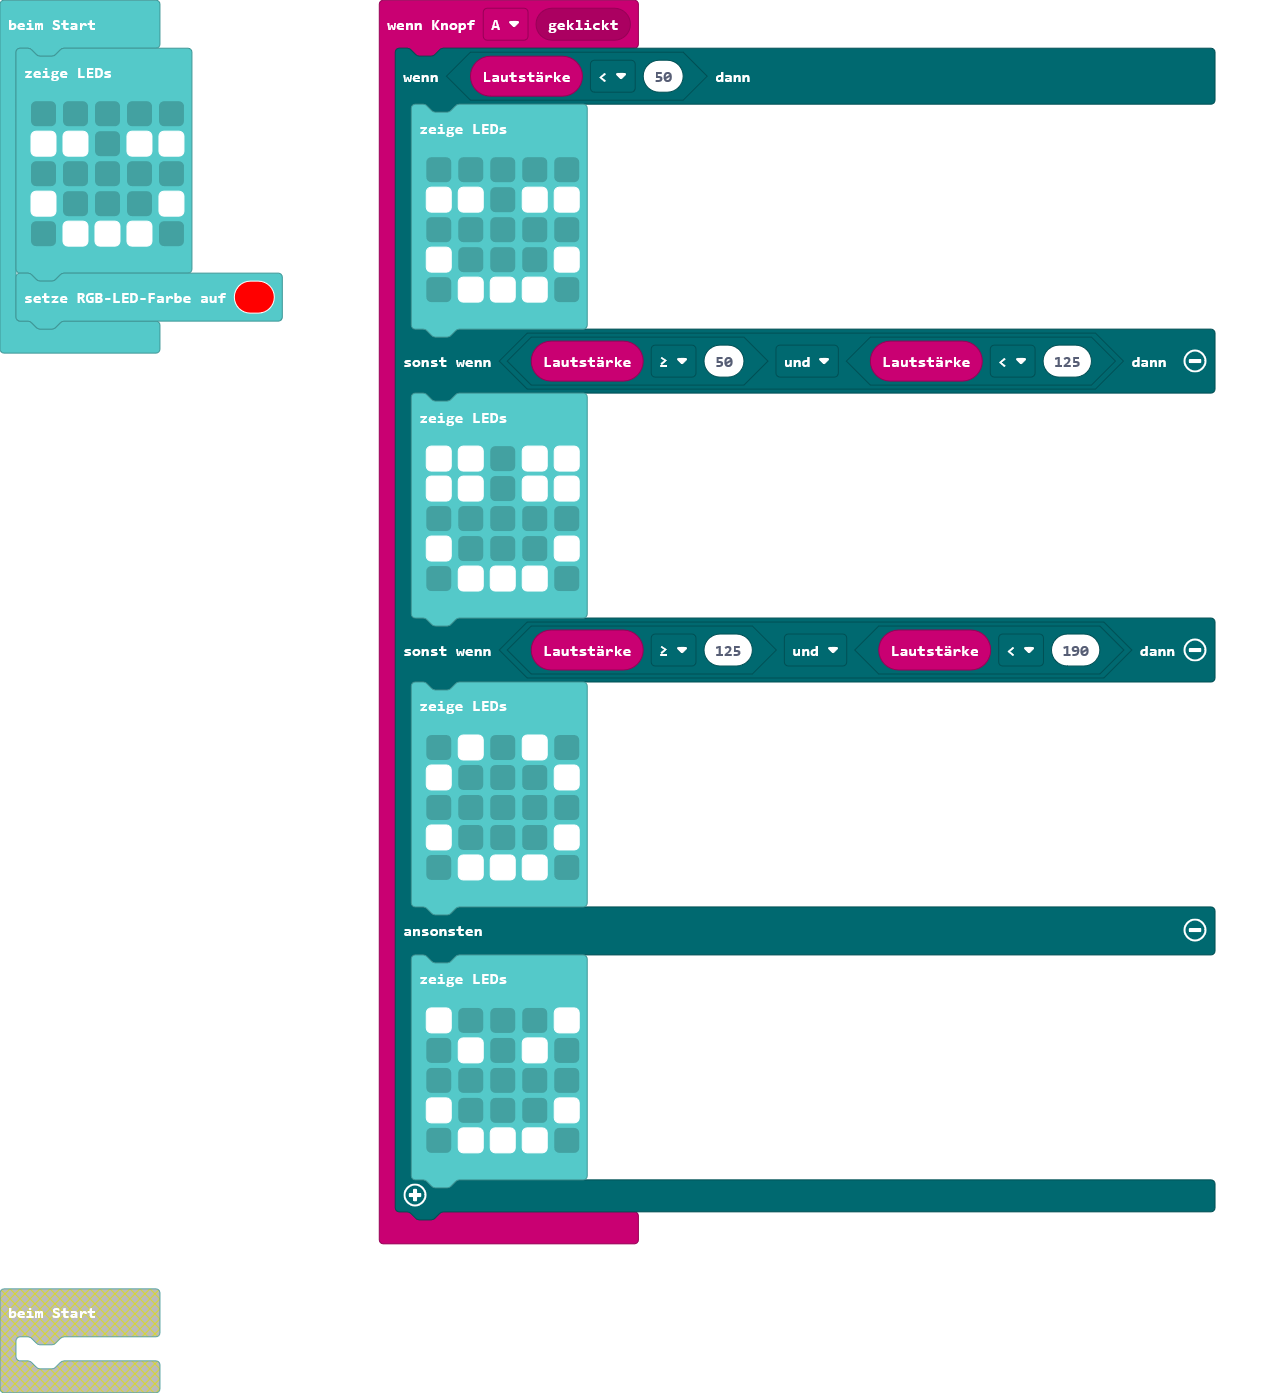 beim Start
zeige LEDs
setze RGB-LED-Farbe auf
wenn Knopf A geklickt
wenn Lautstärke < 50 dann
zeige LEDs
sonst wenn Lautstärke ≥ 50 und Lautstärke < 125 dann
zeige LEDs
sonst wenn Lautstärke ≥ 125 und Lautstärke < 190 dann
zeige LEDs
ansonsten
zeige LEDs
beim Start